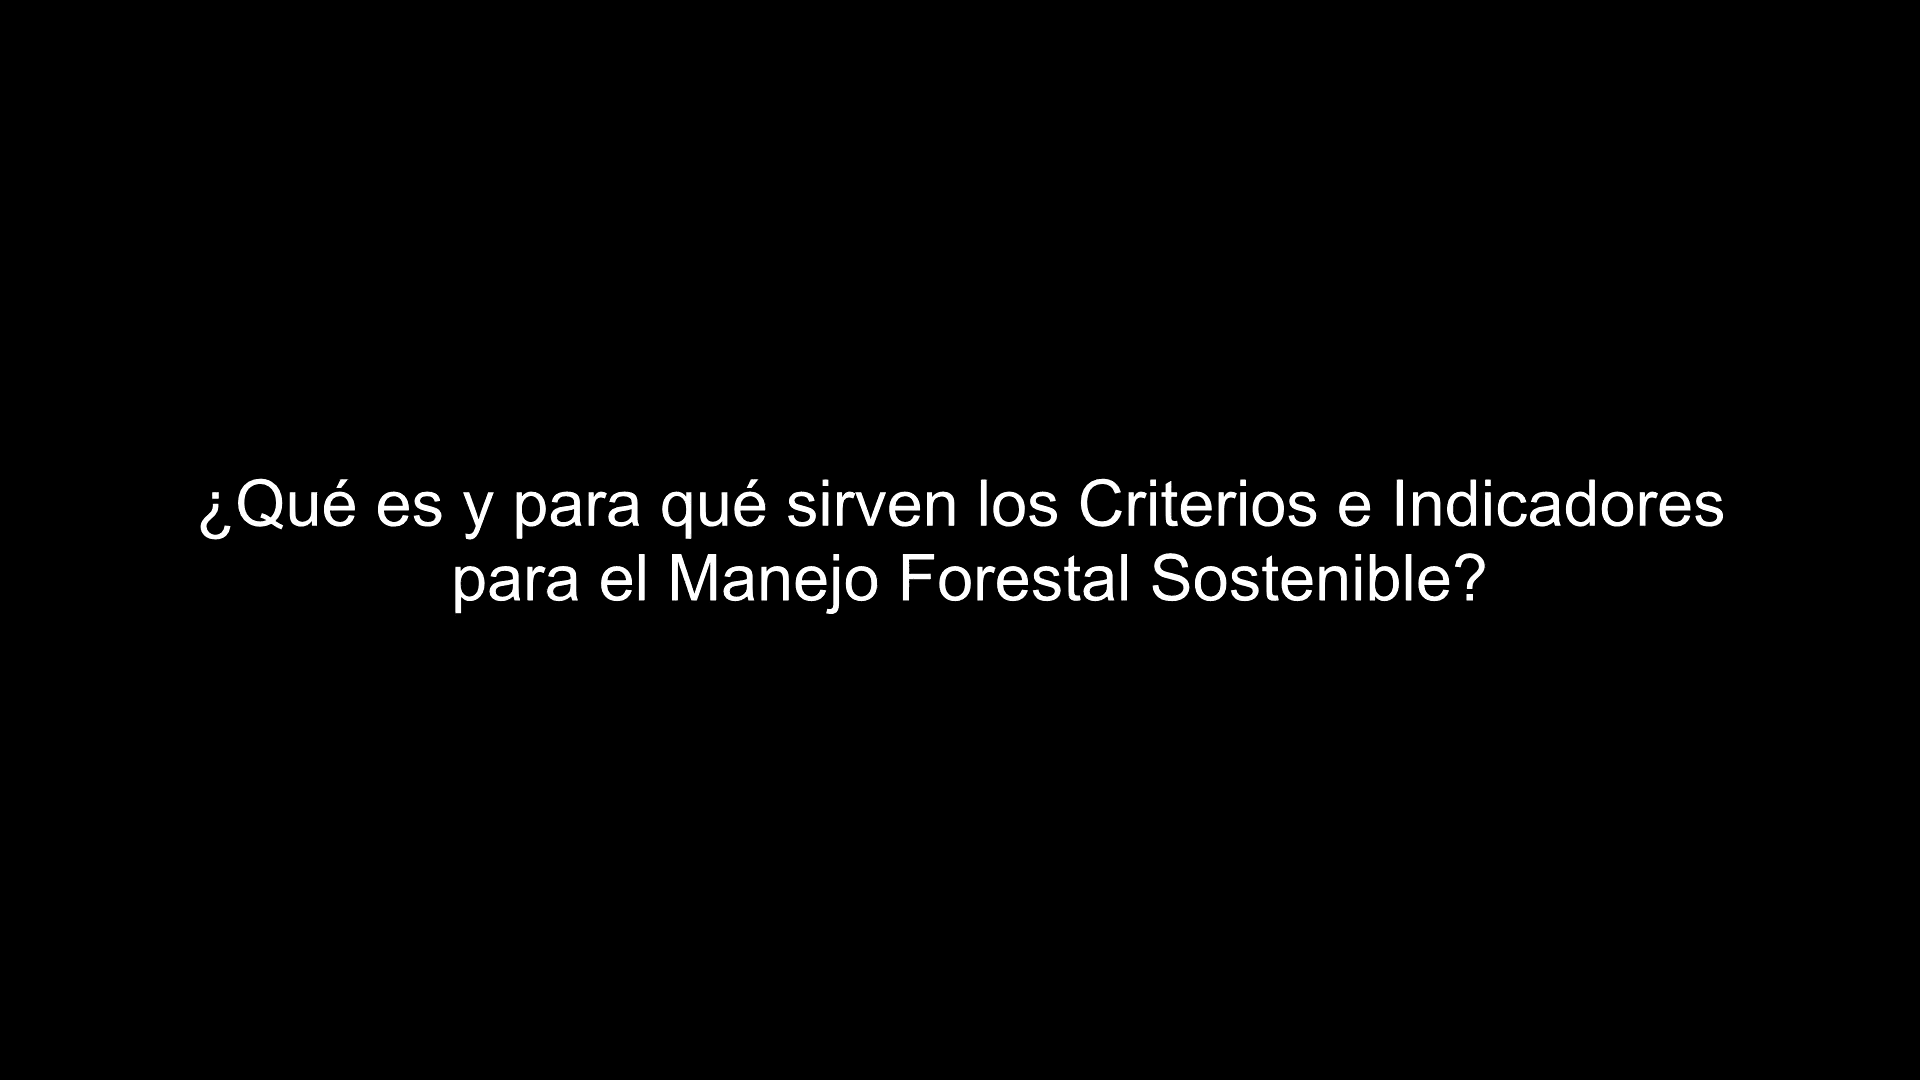 ¿Qué es y para qué sirven los Criterios e Indicadores
para el Manejo Forestal Sostenible?